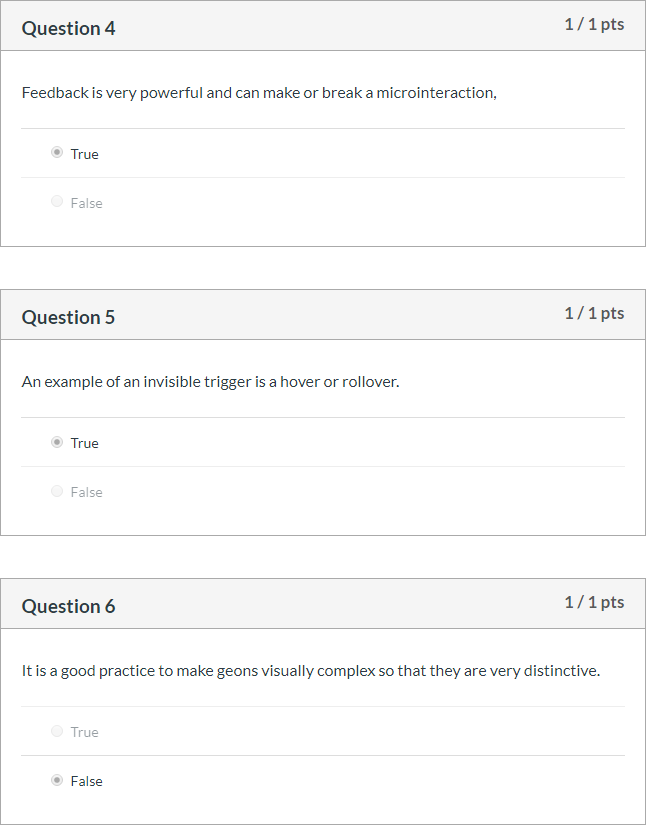 Question 4
1 / 1 pts
Feedback is very powerful and can make or break a microinteraction,
True
False
Question 5
1 / 1 pts
An example of an invisible trigger is a hover or rollover.
True
False
Question 6
1 / 1 pts
It is a good practice to make geons visually complex so that they are very distinctive.
True
False